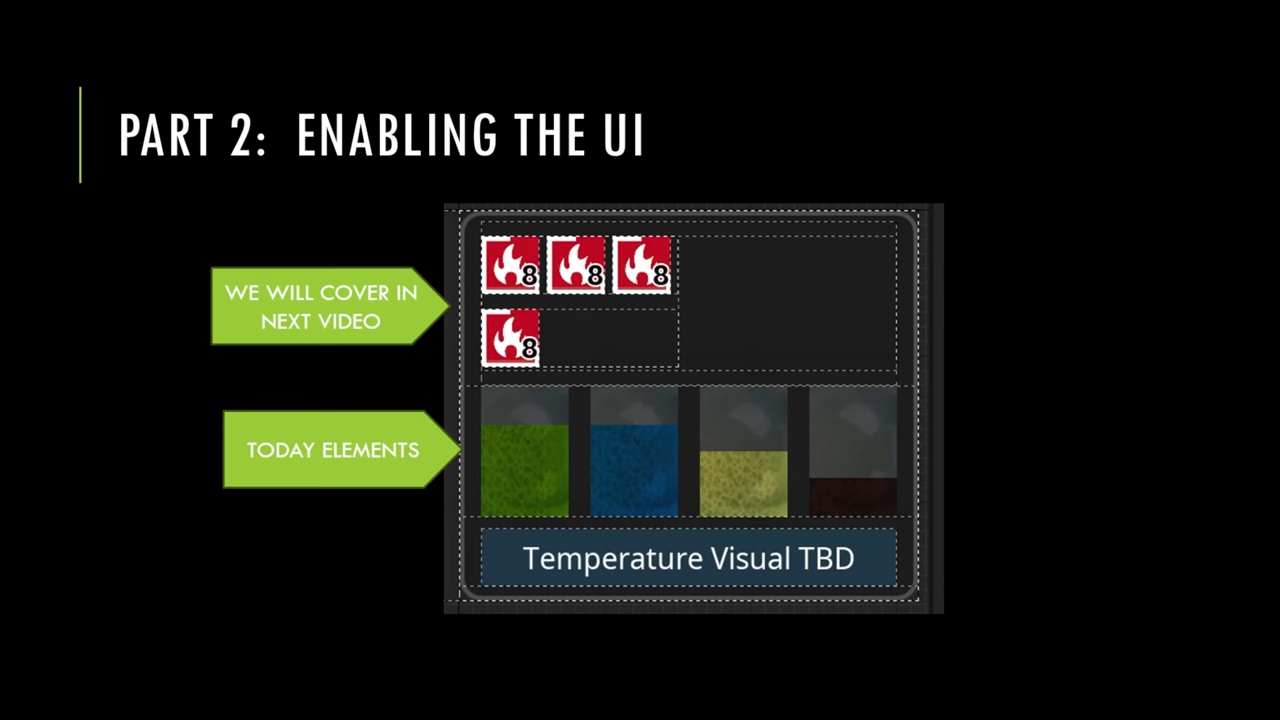 PART 2: ENABLING THE UI
WE WILL COVER IN
NEXT VIDEO
8 8 8
8
TODAY ELEMENTS
Temperature Visual TBD